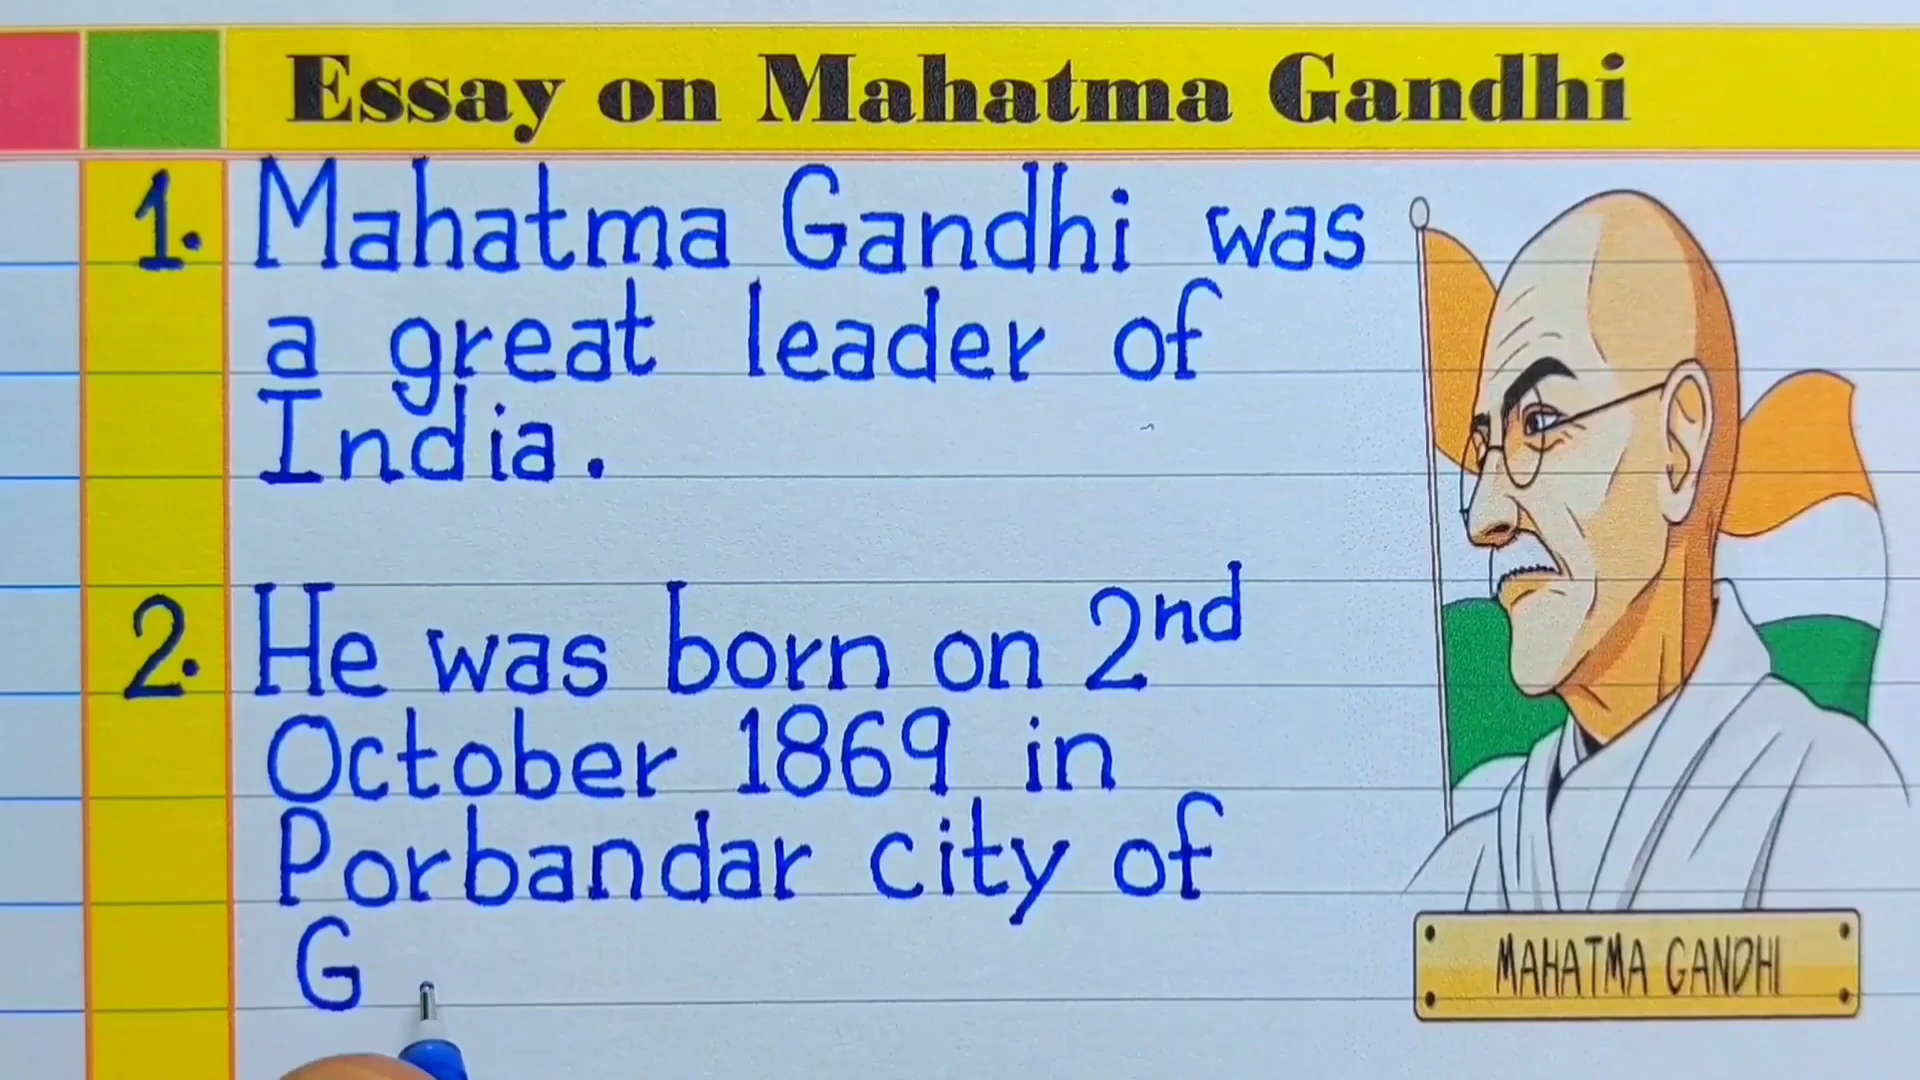 Essay on Mahatma Gandhi
1. Mahatma Gandhi was
a great leader of
India.
2. He was born on 2nd
October 1869 in
Porbandar city of
G
MAHATMA GANDHI